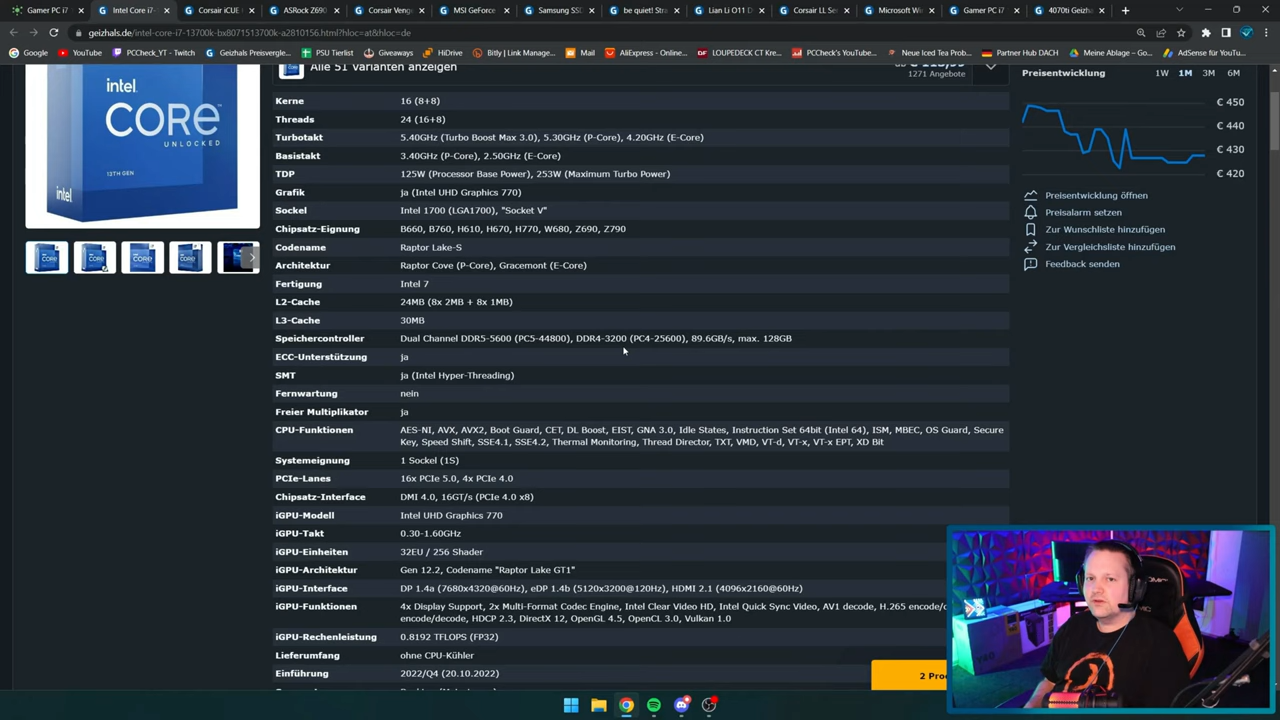 Gamer PC i7
Intel Core i7-
Corsair iCUE
ASRock Z690
Corsair Veng
MSI GeForce
Samsung SSD
be quiet! Stra
Lian Li O11 D
Corsair LL Se
Microsoft Win
Gamer PC i7
4070ti Geizha
geizhals.de/intel-core-i7-13700k-bx8071513700k-a2810156.html?hloc=at&hloc=de
Google
YouTube
PCCheck_YT - Twitch
Geizhals Preisvergle...
PSU Tierlist
Giveaways
HiDrive
Bitly | Link Manage...
Mail
AliExpress - Online...
LOUPEDECK CT (Kro...
PCCheck's YouTube...
Neue Iced Tea Prob...
Partner Hub DACH
Meine Ablage – Go...
AdSense für YouTu...
Alle 51 Varianten anzeigen
1271 Angebote
Preisentwicklung 1W 1M 3M 6M
intel
CORE
UNLOCKED
13TH GEN
intel
Kerne 16 (8+8)
Threads 24 (16+8)
Turbotakt 5.40GHz (Turbo Boost Max 3.0), 5.30GHz (P-Core), 4.20GHz (E-Core)
Basistakt 3.40GHz (P-Core), 2.50GHz (E-Core)
TDP 125W (Processor Base Power), 253W (Maximum Turbo Power)
Grafik ja (Intel UHD Graphics 770)
Sockel Intel 1700 (LGA1700), "Socket V"
Chipsatz-Eignung B660, B760, H610, H670, H770, W680, Z690, Z790
Codename Raptor Lake-S
Architektur Raptor Cove (P-Core), Gracemont (E-Core)
Fertigung Intel 7
L2-Cache 24MB (8x 2MB + 8x 1MB)
L3-Cache 30MB
Speichercontroller Dual Channel DDR5-5600 (PC5-44800), DDR4-3200 (PC4-25600), 89.6GB/s, max. 128GB
ECC-Unterstützung ja
SMT ja (Intel Hyper-Threading)
Fernwartung nein
Freier Multiplikator ja
CPU-Funktionen AES-NI, AVX, AVX2, Boot Guard, CET, DL Boost, EIST, GNA 3.0, Idle States, Instruction Set 64bit (Intel 64), ISM, MBEC, OS Guard, Secure
Key, Speed Shift, SSE4.1, SSE4.2, Thermal Monitoring, Thread Director, TXT, VMD, VT-d, VT-x, VT-x EPT, XD Bit
Systemeignung 1 Sockel (1S)
PCIe-Lanes 16x PCIe 5.0, 4x PCIe 4.0
Chipsatz-Interface DMI 4.0, 16GT/s (PCIe 4.0 x8)
iGPU-Modell Intel UHD Graphics 770
iGPU-Takt 0.30-1.60GHz
iGPU-Einheiten 32EU / 256 Shader
iGPU-Architektur Gen 12.2, Codename "Raptor Lake GT1"
iGPU-Interface DP 1.4a (7680x4320@60Hz), eDP 1.4b (5120x3200@120Hz), HDMI 2.1 (4096x2160@60Hz)
iGPU-Funktionen 4x Display Support, 2x Multi-Format Codec Engine, Intel Clear Video HD, Intel Quick Sync Video, AV1 decode, H.265 encode/d
encode/decode, HDCP 2.3, DirectX 12, OpenGL 4.5, OpenCL 3.0, Vulkan 1.0
iGPU-Rechenleistung 0.8192 TFLOPS (FP32)
Lieferumfang ohne CPU-Kühler
Einführung 2022/Q4 (20.10.2022)
€ 450
€ 440
€ 430
€ 420
Preisentwicklung öffnen
Preisalarm setzen
Zur Wunschliste hinzufügen
Zur Vergleichsliste hinzufügen
Feedback senden
2 Pro